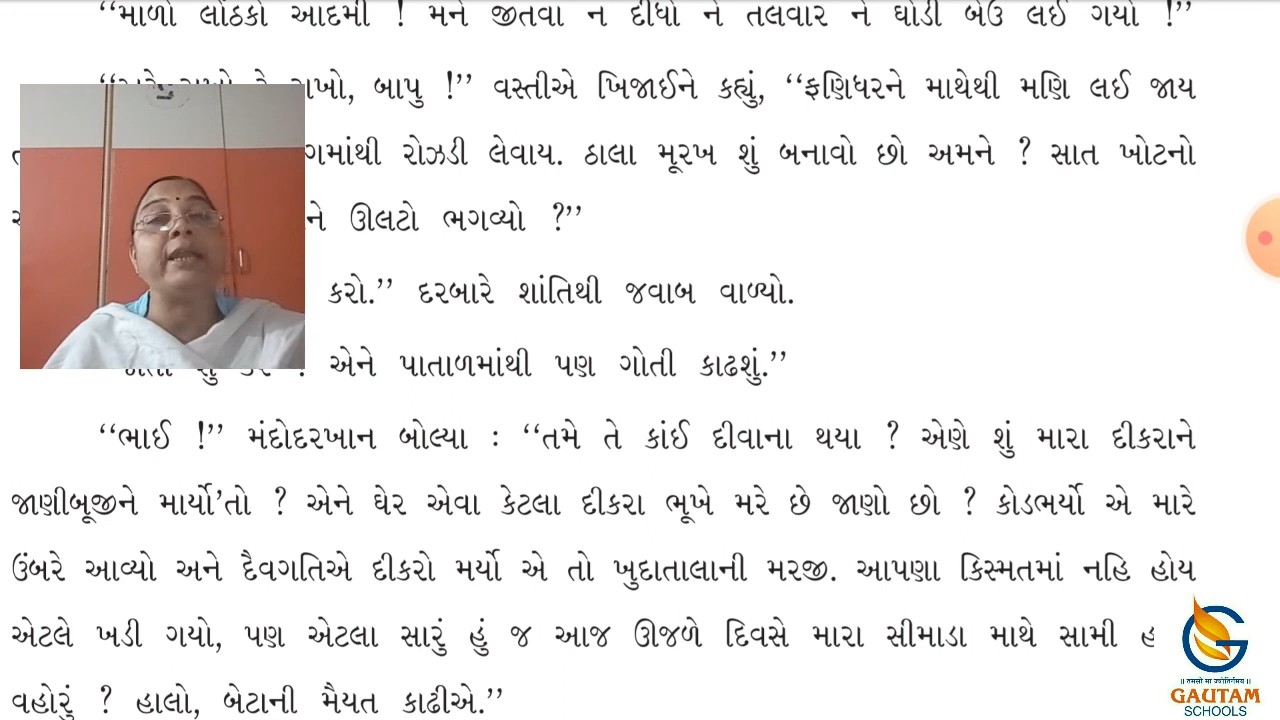 “માળો લોંઠકો આદમી ! મને જીતવા ન દીધો ને તલવાર ને ઘોડી બેઉ લઈ ગયો !”
બાપુ !” વસ્તીએ ખિજાઈને કહ્યું, “ફણિધરને માથેથી મણિ લઈ જાય
રોઝડી લેવાય. ઠાલા મૂરખ શું બનાવો છો અમને ? સાત ખોટનો
ઊલટો ભગવ્યો ?”
કરો.” દરબારે શાંતિથી જવાબ વાળ્યો.
એને પાતાળમાંથી પણ ગોતી કાઢશું.”
“ભાઈ !” મંદોદરખાન બોલ્યા : “તમે તે કાંઈ દીવાના થયા ? એણે શું મારા દીકરાને
જાણીબૂજીને માર્યો’તો ? એને ઘેર એવા કેટલા દીકરા ભૂખે મરે છે જાણો છો ? કોડભર્યો એ મારે
ઉંબરે આવ્યો અને દૈવગતિએ દીકરો મર્યો એ તો ખુદાતાલાની મરજી. આપણા કિસ્મતમાં નહિ હોય
એટલે ખડી ગયો, પણ એટલા સારું હું જ આજ ઊજળે દિવસે મારા સીમાડા માથે સામી
વહોરું ? હાલો, બેટાની મૈયત કાઢીએ.”
॥ तमसो मा ज्योतिर्गमय ॥
GAUTAM
SCHOOLS